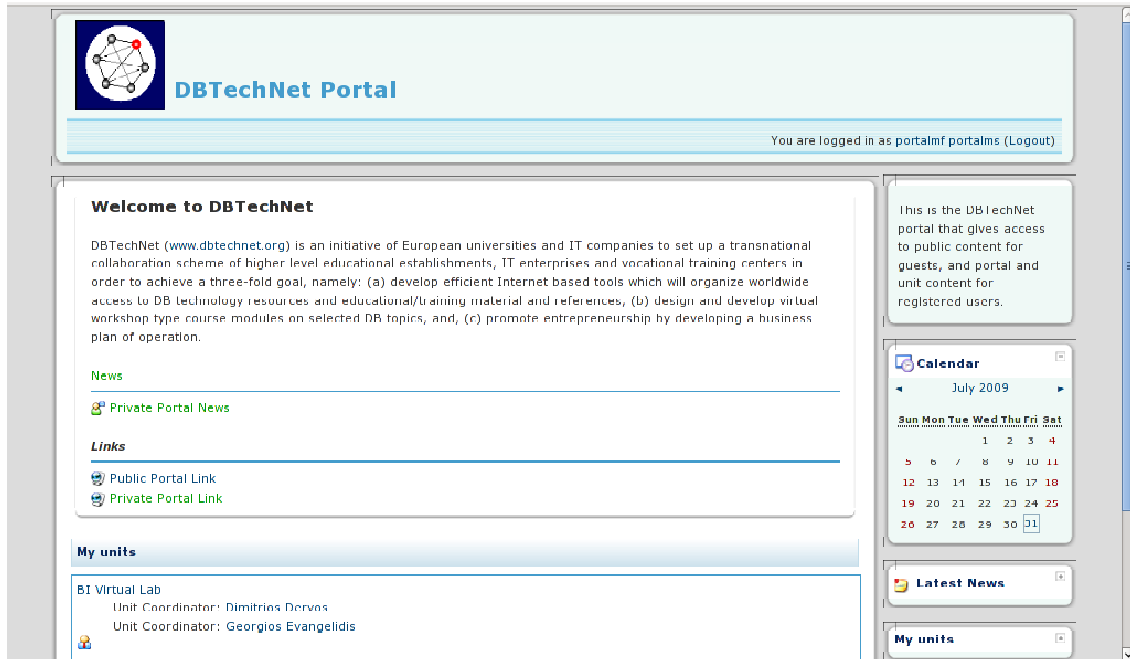 DBTechNet Portal
You are logged in as portalmf portalms (Logout)
Welcome to DBTechNet
DBTechNet (www.dbtechnet.org) is an initiative of European universities and IT companies to set up a transnational
collaboration scheme of higher level educational establishments, IT enterprises and vocational training centers in
order to achieve a three-fold goal, namely: (a) develop efficient Internet based tools which will organize worldwide
access to DB technology resources and educational/training material and references, (b) design and develop virtual
workshop type course modules on selected DB topics, and, (c) promote entrepreneurship by developing a business
plan of operation.
News
Private Portal News
Links
Public Portal Link
Private Portal Link
My units
BI Virtual Lab
Unit Coordinator: Dimitrios Dervos
Unit Coordinator: Georgios Evangelidis
This is the DBTechNet
portal that gives access
to public content for
guests, and portal and
unit content for
registered users.
Calendar
◄ July 2009 ►
Sun Mon Tue Wed Thu Fri Sat
1 2 3 4
5 6 7 8 9 10 11
12 13 14 15 16 17 18
19 20 21 22 23 24 25
26 27 28 29 30 31
Latest News
My units